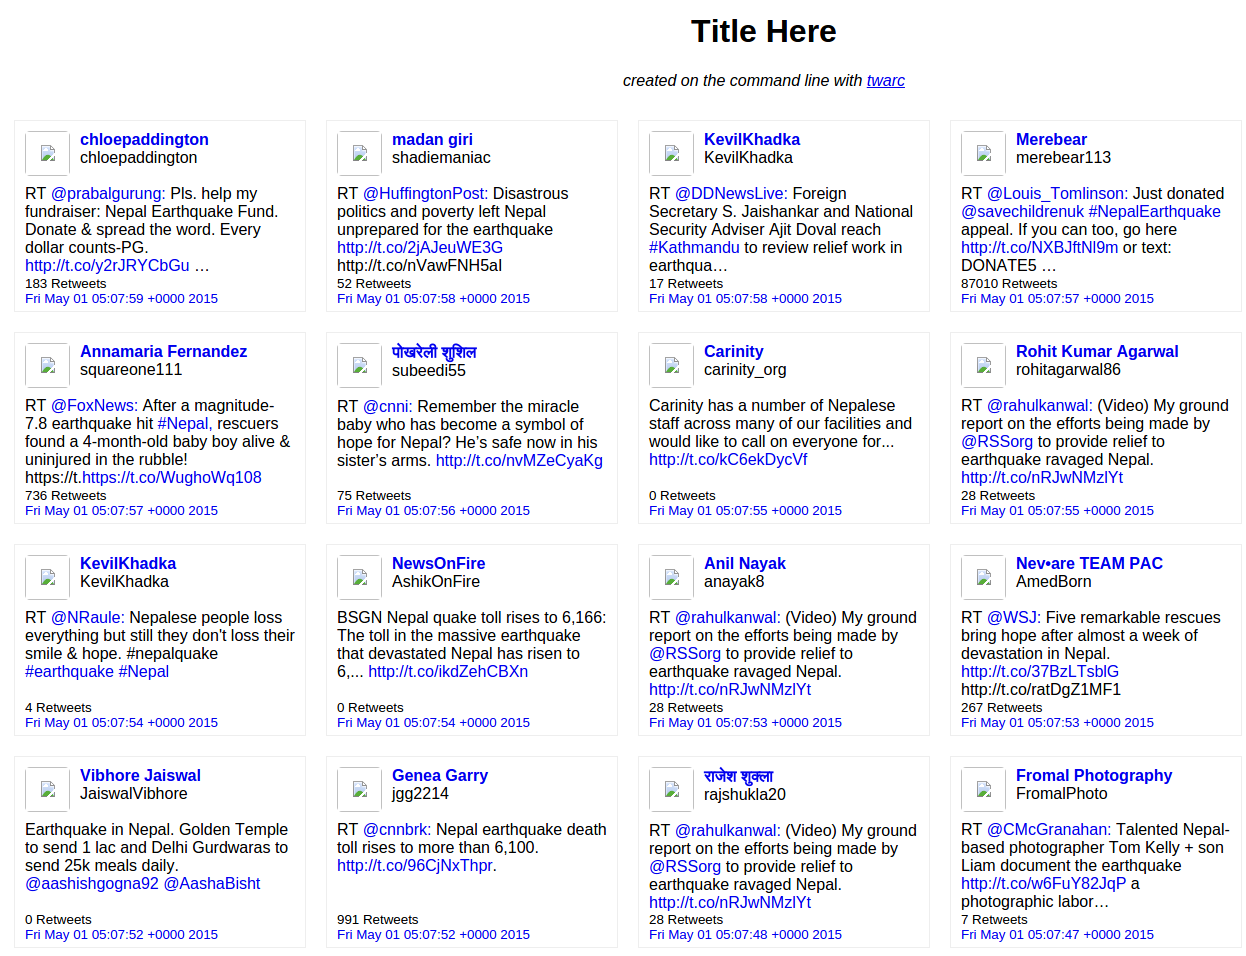 Title Here
created on the command line with twarc
chloepaddington
chloepaddington
RT @prabalgurung: Pls. help my
fundraiser: Nepal Earthquake Fund.
Donate & spread the word. Every
dollar counts-PG.
http://t.co/y2rJRYCbGu …
183 Retweets
Fri May 01 05:07:59 +0000 2015
madan giri
shadiemaniac
RT @HuffingtonPost: Disastrous
politics and poverty left Nepal
unprepared for the earthquake
http://t.co/2jAJeuWE3G
http://t.co/nVawFNH5aI
52 Retweets
Fri May 01 05:07:58 +0000 2015
KevilKhadka
KevilKhadka
RT @DDNewsLive: Foreign
Secretary S. Jaishankar and National
Security Adviser Ajit Doval reach
#Kathmandu to review relief work in
earthqua…
17 Retweets
Fri May 01 05:07:58 +0000 2015
Merebear
merebear113
RT @Louis_Tomlinson: Just donated
@savechildrenuk #NepalEarthquake
appeal. If you can too, go here
http://t.co/NXBJftNl9m or text:
DONATE5 …
87010 Retweets
Fri May 01 05:07:57 +0000 2015
Annamaria Fernandez
squareone111
RT @FoxNews: After a magnitude-
7.8 earthquake hit #Nepal, rescuers
found a 4-month-old baby boy alive &
uninjured in the rubble!
https://t.https://t.co/WughoWq108
736 Retweets
Fri May 01 05:07:57 +0000 2015
पोखरेली शुशिल
subeedi55
RT @cnni: Remember the miracle
baby who has become a symbol of
hope for Nepal? He's safe now in his
sister's arms. http://t.co/nvMZeCyaKg
75 Retweets
Fri May 01 05:07:56 +0000 2015
Carinity
carinity_org
Carinity has a number of Nepalese
staff across many of our facilities and
would like to call on everyone for...
http://t.co/kC6ekDycVf
0 Retweets
Fri May 01 05:07:55 +0000 2015
Rohit Kumar Agarwal
rohitagarwal86
RT @rahulkanwal: (Video) My ground
report on the efforts being made by
@RSSorg to provide relief to
earthquake ravaged Nepal.
http://t.co/nRJwNMzlYt
28 Retweets
Fri May 01 05:07:55 +0000 2015
KevilKhadka
KevilKhadka
RT @NRaule: Nepalese people loss
everything but still they don't loss their
smile & hope. #nepalquake
#earthquake #Nepal
4 Retweets
Fri May 01 05:07:54 +0000 2015
NewsOnFire
AshikOnFire
BSGN Nepal quake toll rises to 6,166:
The toll in the massive earthquake
that devastated Nepal has risen to
6,... http://t.co/ikdZehCBXn
0 Retweets
Fri May 01 05:07:54 +0000 2015
Anil Nayak
anayak8
RT @rahulkanwal: (Video) My ground
report on the efforts being made by
@RSSorg to provide relief to
earthquake ravaged Nepal.
http://t.co/nRJwNMzlYt
28 Retweets
Fri May 01 05:07:53 +0000 2015
Nev•are TEAM PAC
AmedBorn
RT @WSJ: Five remarkable rescues
bring hope after almost a week of
devastation in Nepal.
http://t.co/37BzLTsblG
http://t.co/ratDgZ1MF1
267 Retweets
Fri May 01 05:07:53 +0000 2015
Vibhore Jaiswal
JaiswalVibhore
Earthquake in Nepal. Golden Temple
to send 1 lac and Delhi Gurdwaras to
send 25k meals daily.
@aashishgogna92 @AashaBisht
0 Retweets
Fri May 01 05:07:52 +0000 2015
Genea Garry
jgg2214
RT @cnnbrk: Nepal earthquake death
toll rises to more than 6,100.
http://t.co/96CjNxThpr.
991 Retweets
Fri May 01 05:07:52 +0000 2015
राजेश शुक्ला
rajshukla20
RT @rahulkanwal: (Video) My ground
report on the efforts being made by
@RSSorg to provide relief to
earthquake ravaged Nepal.
http://t.co/nRJwNMzlYt
28 Retweets
Fri May 01 05:07:48 +0000 2015
Fromal Photography
FromalPhoto
RT @CMcGranahan: Talented Nepal-
based photographer Tom Kelly + son
Liam document the earthquake
http://t.co/w6FuY82JqP a
photographic labor…
7 Retweets
Fri May 01 05:07:47 +0000 2015